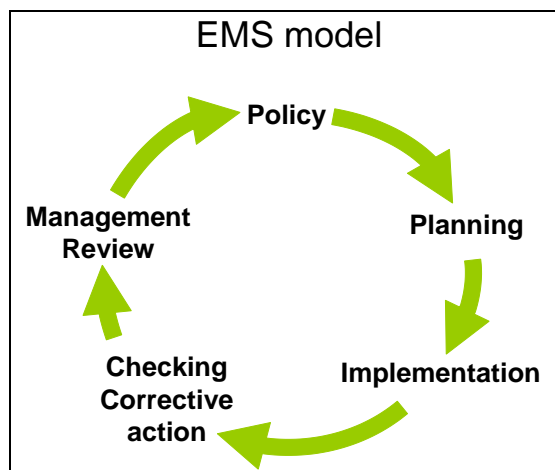 EMS model
Policy
Planning
Implementation
Checking
Corrective
action
Management
Review